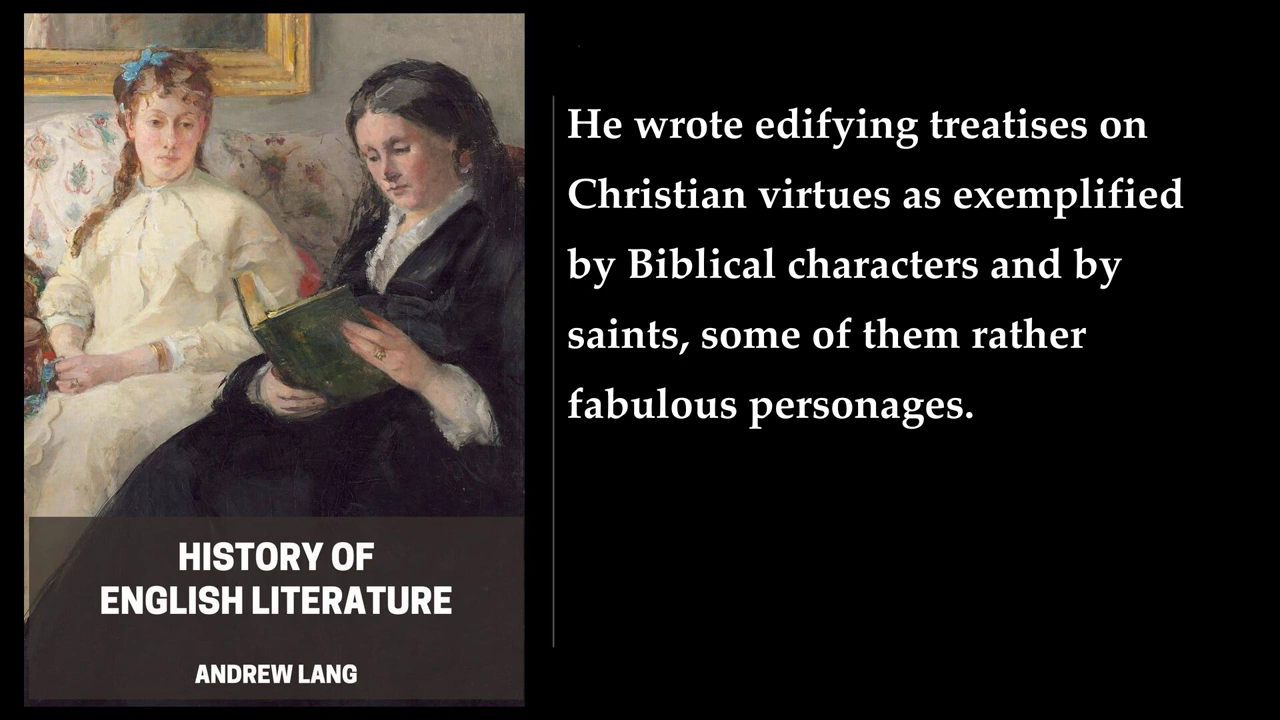 He wrote edifying treatises on
Christian virtues as exemplified
by Biblical characters and by
saints, some of them rather
fabulous personages.
HISTORY OF
ENGLISH LITERATURE
ANDREW LANG